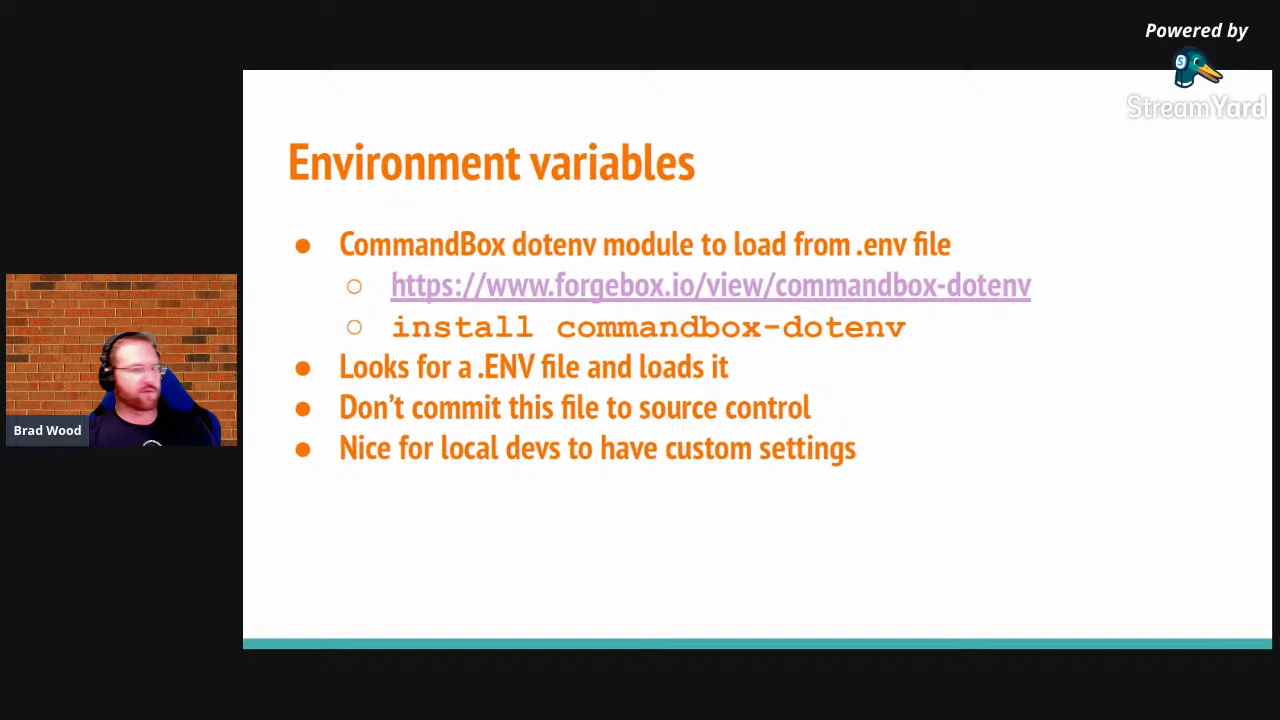 Powered by
StreamYard
Environment variables
● CommandBox dotenv module to load from .env file
○ https://www.forgebox.io/view/commandbox-dotenv
○ install commandbox-dotenv
● Looks for a .ENV file and loads it
● Don’t commit this file to source control
● Nice for local devs to have custom settings
Brad Wood